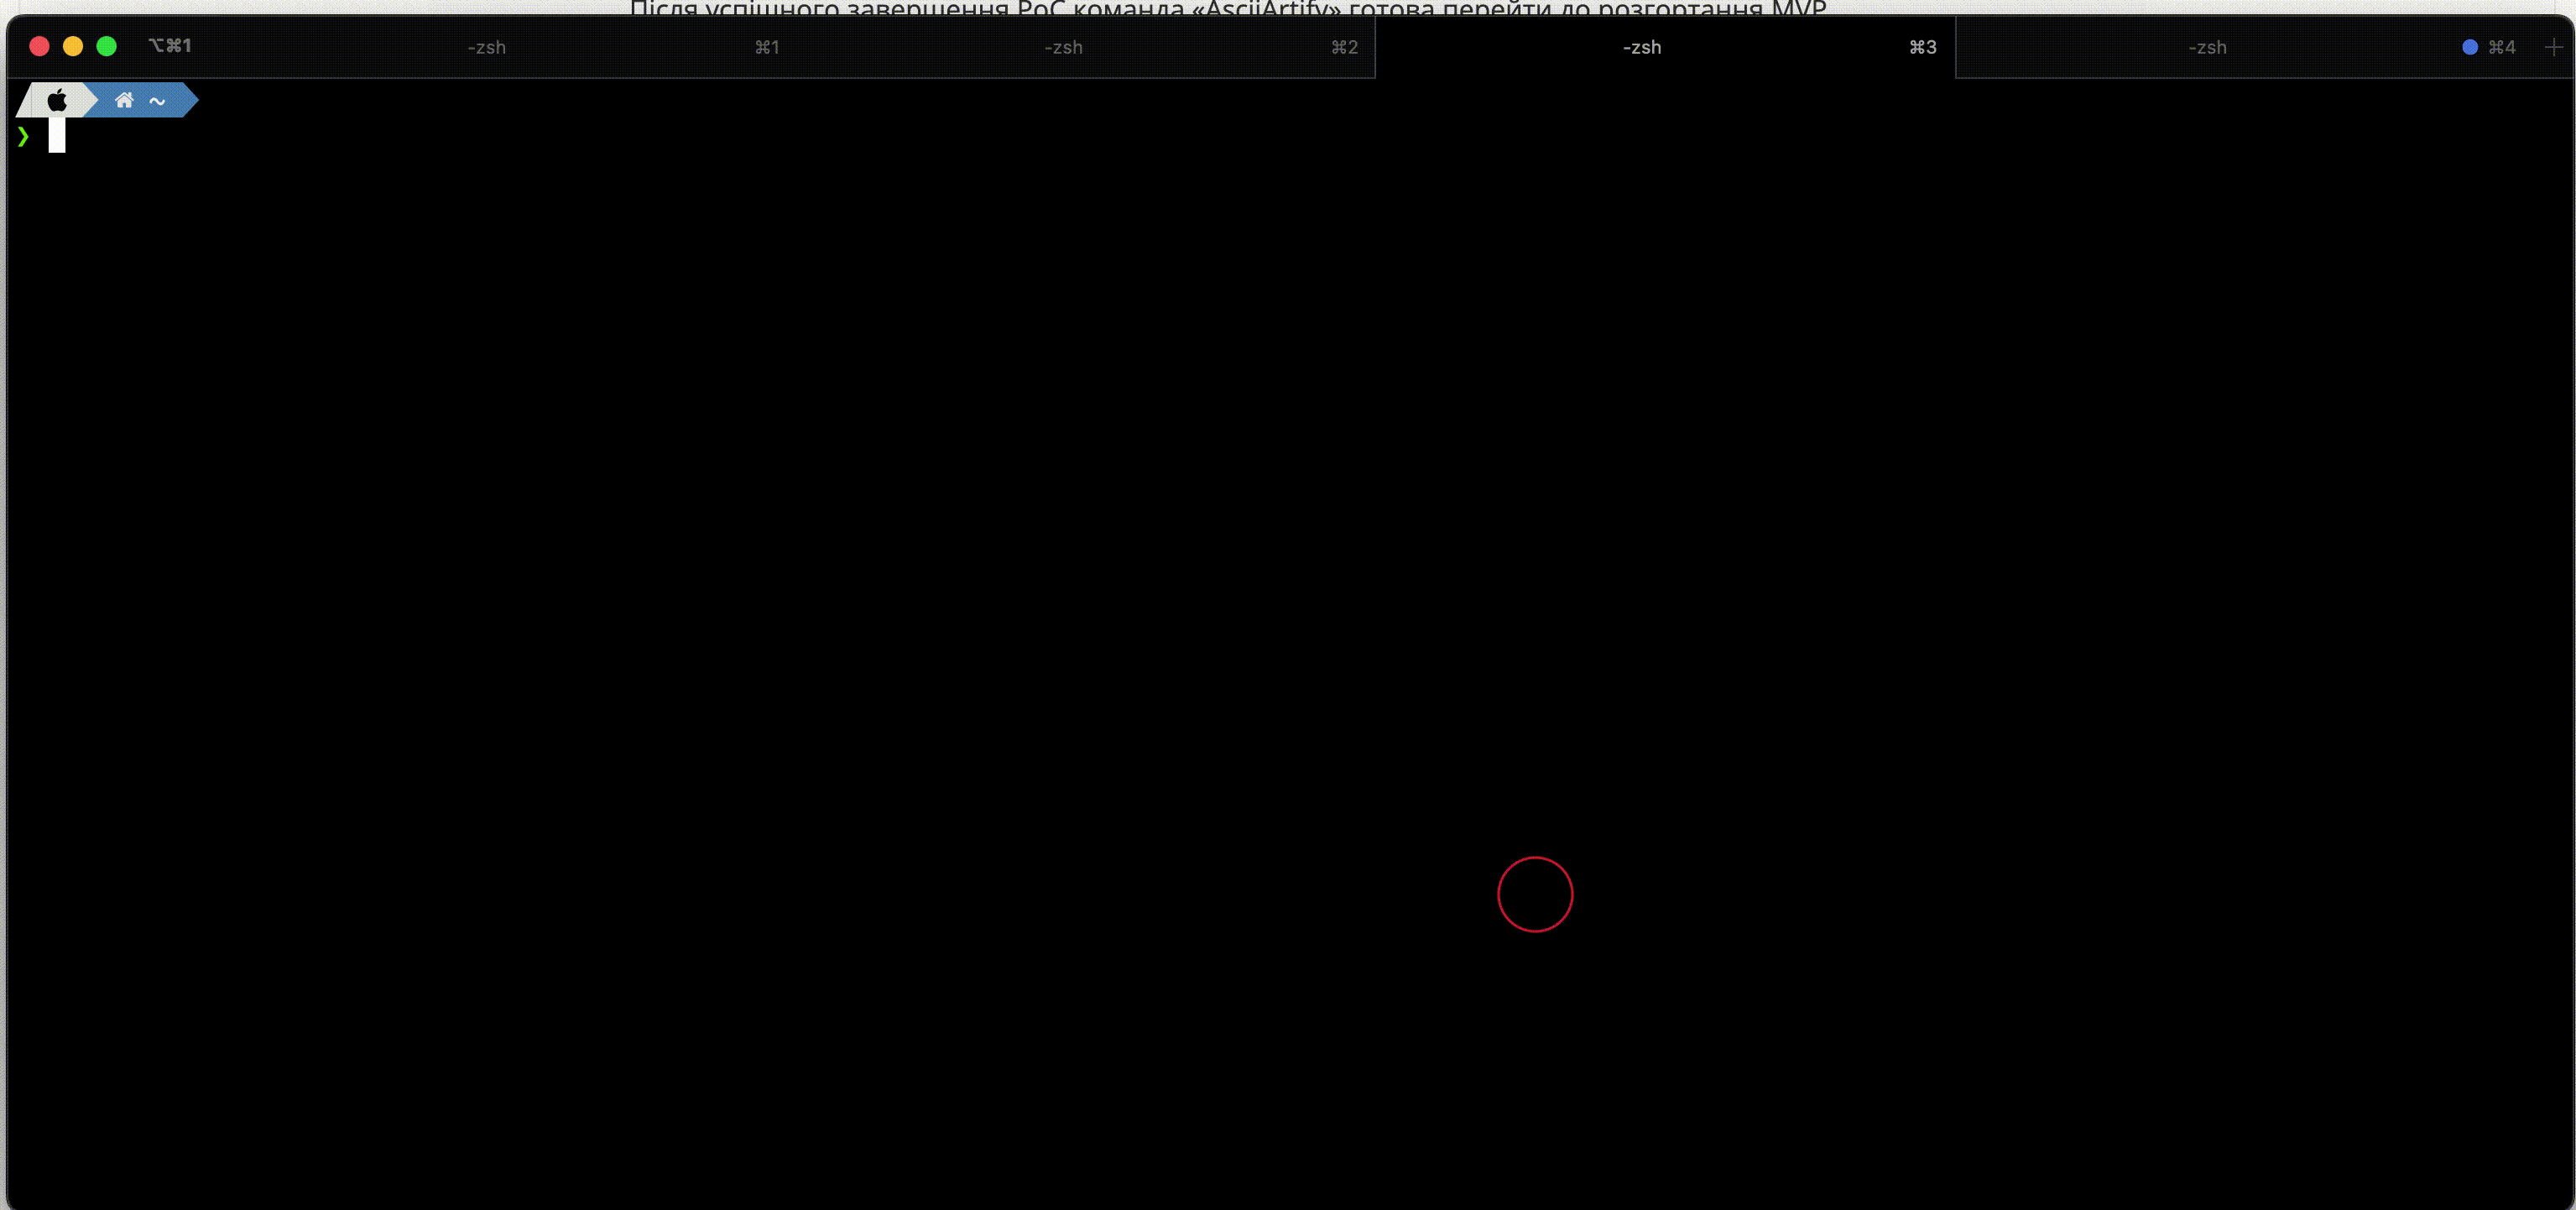 Після успішного завершення PoC команда «AsciiArtify» готова перейти до розгортання MVP
⌥⌘1 -zsh ⌘1 -zsh ⌘2 -zsh ⌘3 -zsh ⌘4 +
~
❯